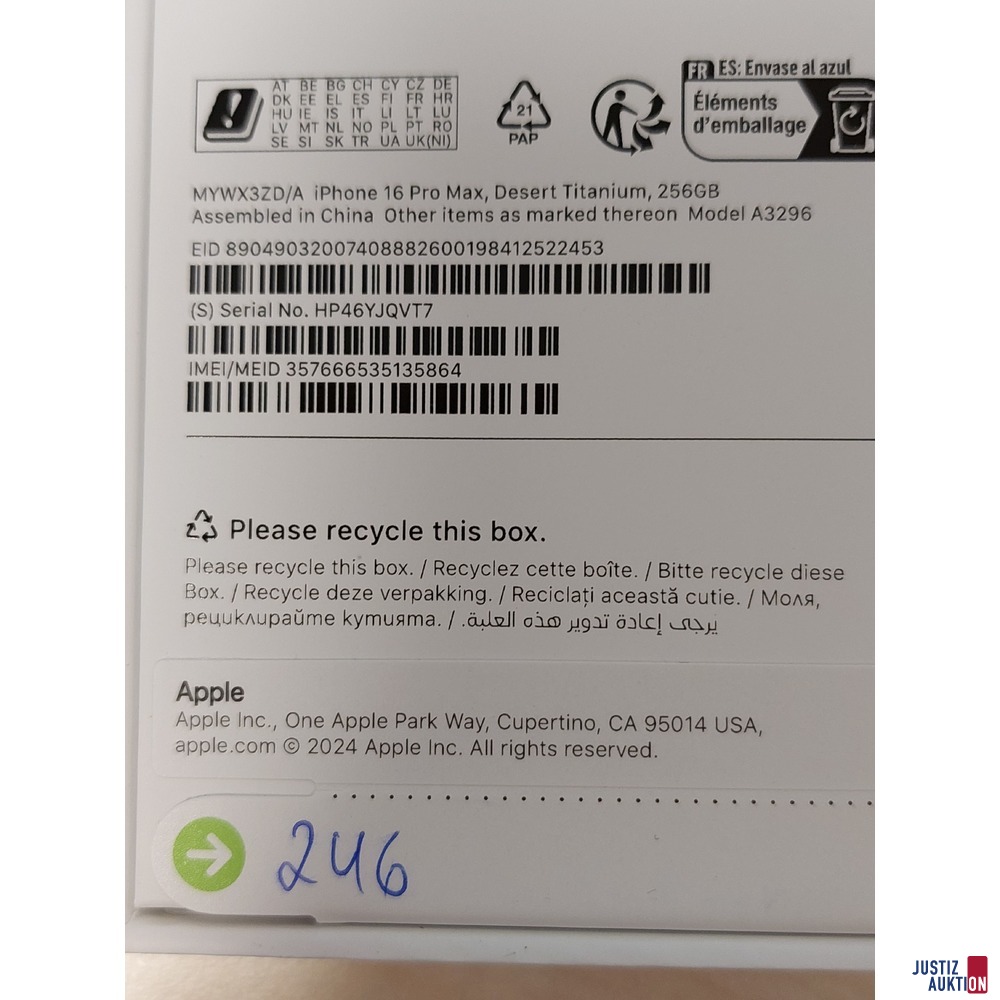 AT BE BG CH CY CZ DE
DK EE EL ES FI FR HR
HU IE IS IT LI LT LU
LV MT NL NO PL PT RO
SE SI SK TR UA UK(NI)
21
PAP
FR ES: Envase al azul
Éléments
d'emballage
MYWX3ZD/A iPhone 16 Pro Max, Desert Titanium, 256GB
Assembled in China Other items as marked thereon Model A3296
EID 89049032007408882600198412522453
(S) Serial No. HP46YJQVT7
IMEI/MEID 357666535135864
Please recycle this box.
Please recycle this box. / Recyclez cette boîte. / Bitte recycle diese
Box. / Recycle deze verpakking. / Reciclați această cutie. / Моля,
рециклирайте кутията. / يرجى إعادة تدوير هذه العلبة.
Apple
Apple Inc., One Apple Park Way, Cupertino, CA 95014 USA,
apple.com © 2024 Apple Inc. All rights reserved.
246
JUSTIZ
AUKTION